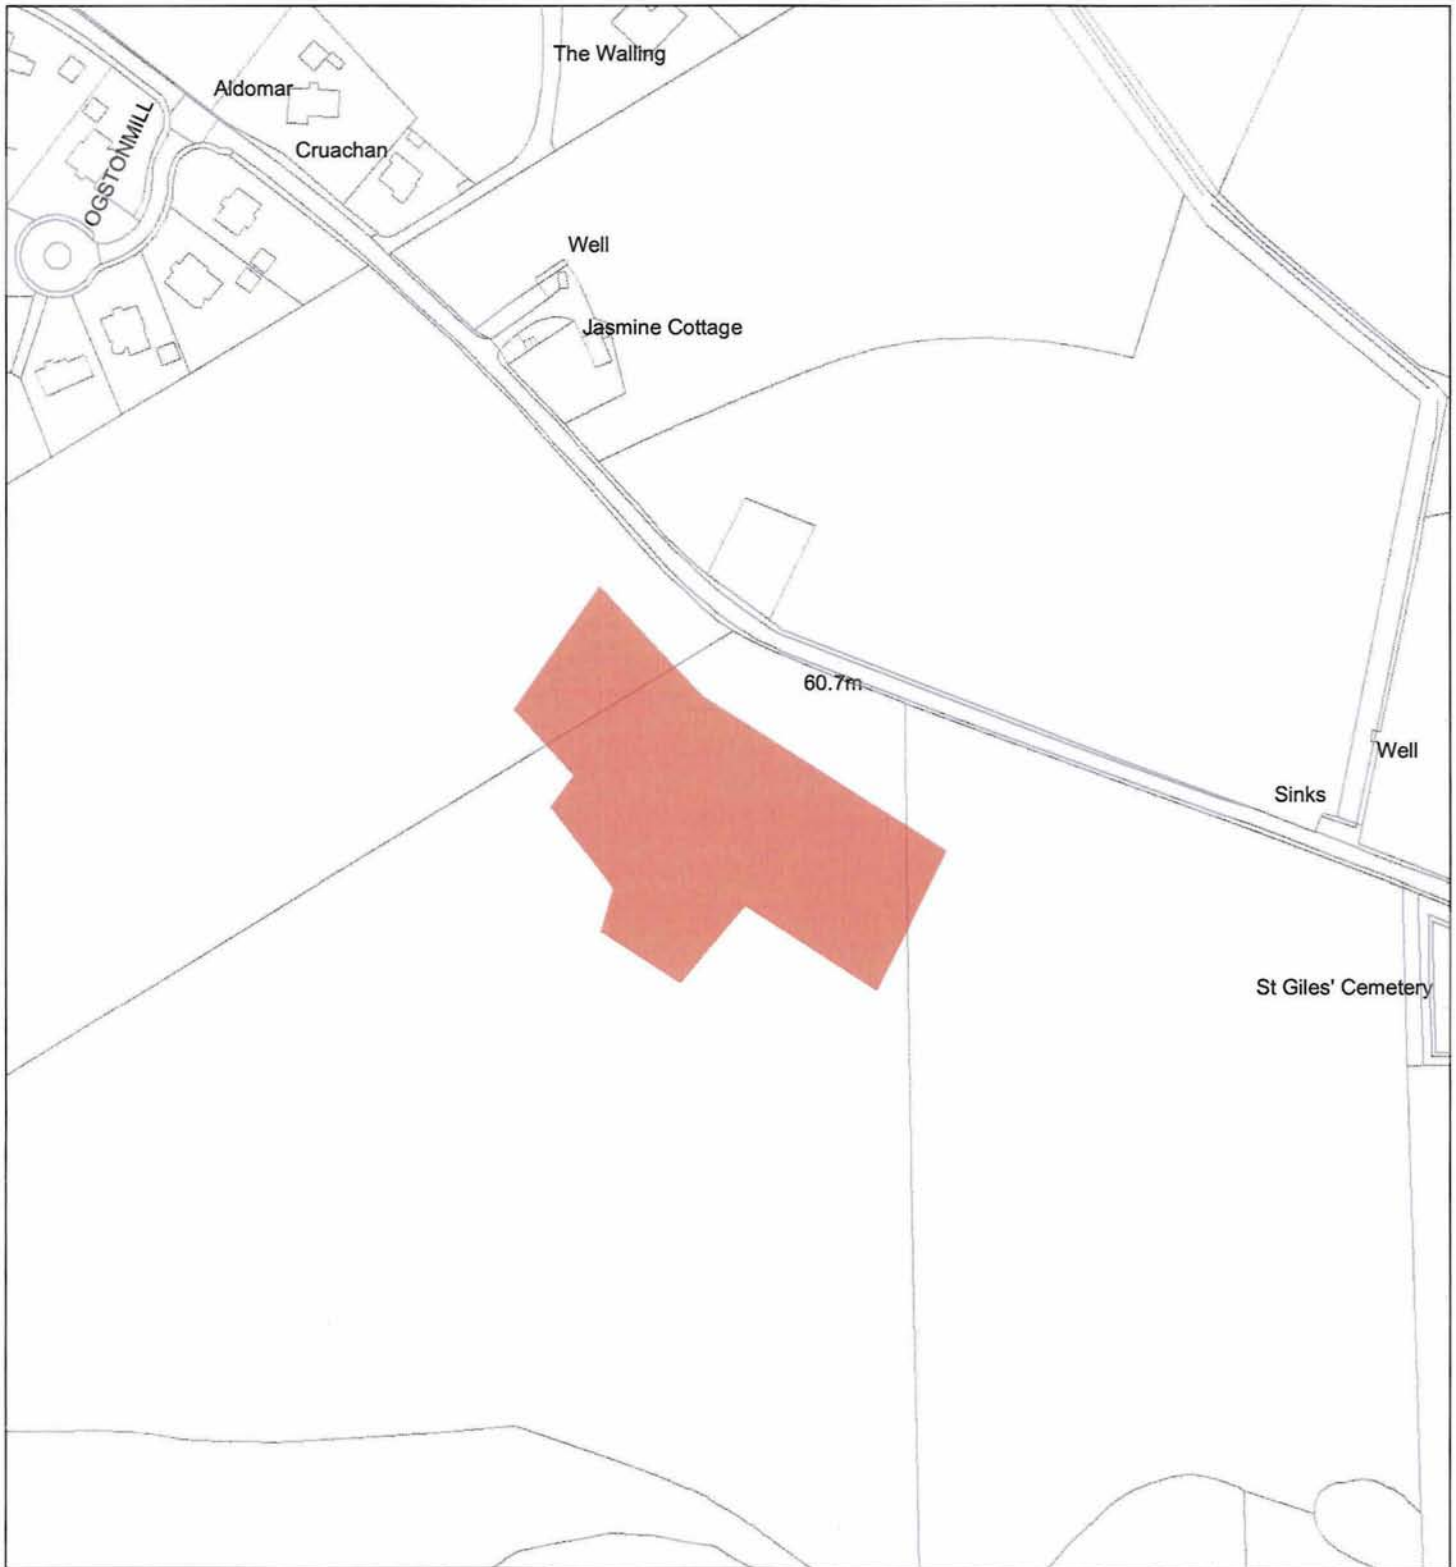 The Walling
Aldomar
OGSTONMILL
Cruachan
Well
Jasmine Cottage
60.7m
Well
Sinks
St Giles' Cemetery